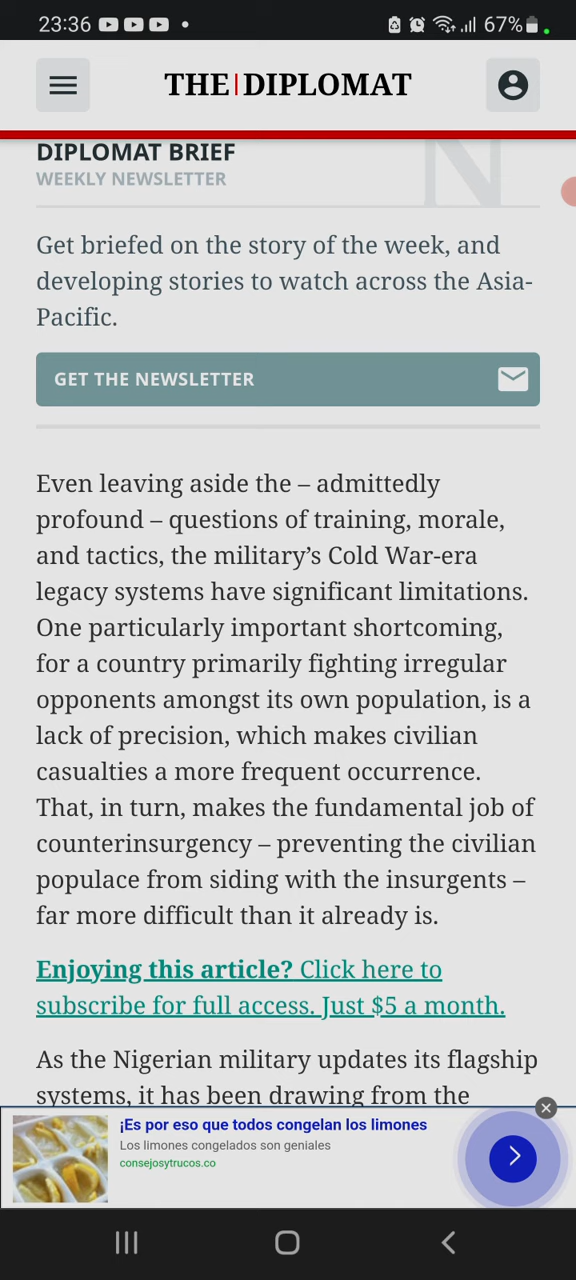 23:36
67%
THE|DIPLOMAT
DIPLOMAT BRIEF
WEEKLY NEWSLETTER
N
Get briefed on the story of the week, and
developing stories to watch across the Asia-
Pacific.
GET THE NEWSLETTER
Even leaving aside the – admittedly
profound – questions of training, morale,
and tactics, the military’s Cold War-era
legacy systems have significant limitations.
One particularly important shortcoming,
for a country primarily fighting irregular
opponents amongst its own population, is a
lack of precision, which makes civilian
casualties a more frequent occurrence.
That, in turn, makes the fundamental job of
counterinsurgency – preventing the civilian
populace from siding with the insurgents –
far more difficult than it already is.
Enjoying this article? Click here to
subscribe for full access. Just $5 a month.
As the Nigerian military updates its flagship
systems, it has been drawing from the
¡Es por eso que todos congelan los limones
Los limones congelados son geniales
consejosytrucos.co